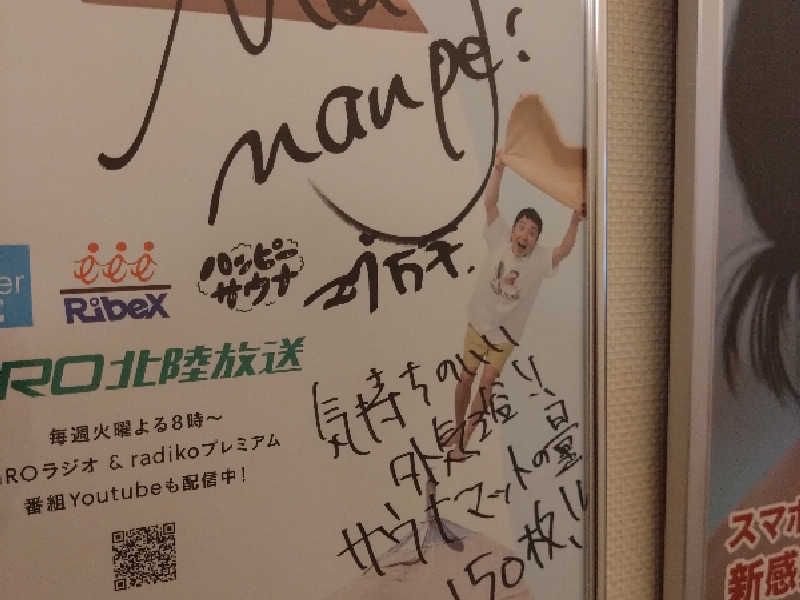 manpei
ハッピー
サウナ
RibeX
RO北陸放送
毎週火曜よる8時～
ROラジオ & radikoプレミアム
番組Youtubeも配信中!
気持ちのいい
外気浴!!
サウナマットの量
150枚!!
スマホ
新感